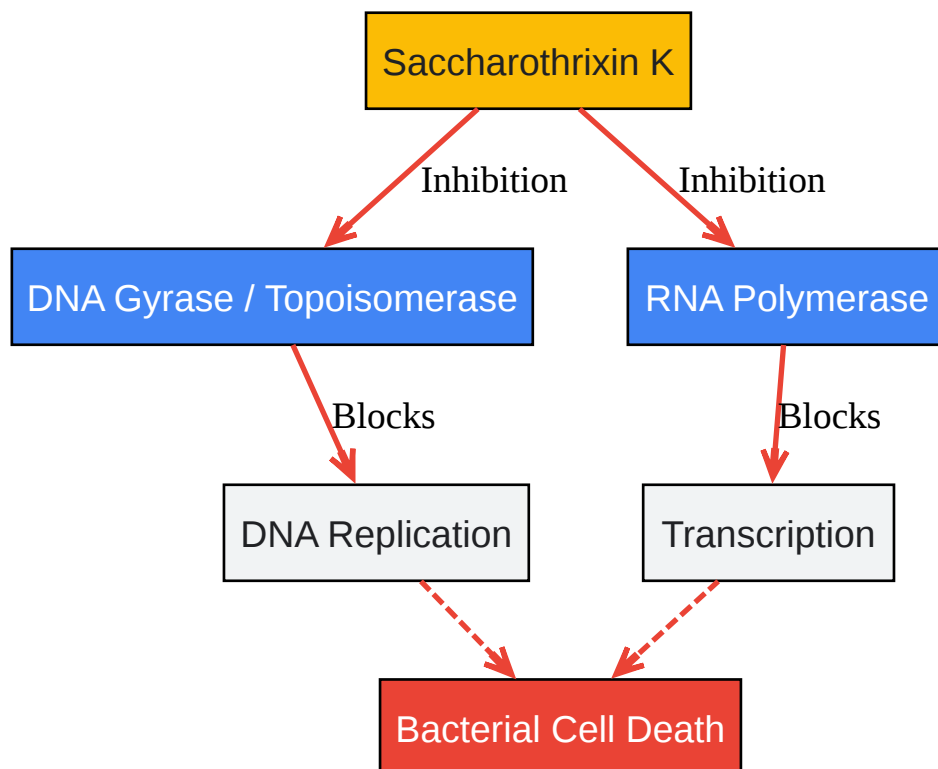 Saccharothrixin K
Inhibition
Inhibition
DNA Gyrase / Topoisomerase
RNA Polymerase
Blocks
Blocks
DNA Replication
Transcription
Bacterial Cell Death